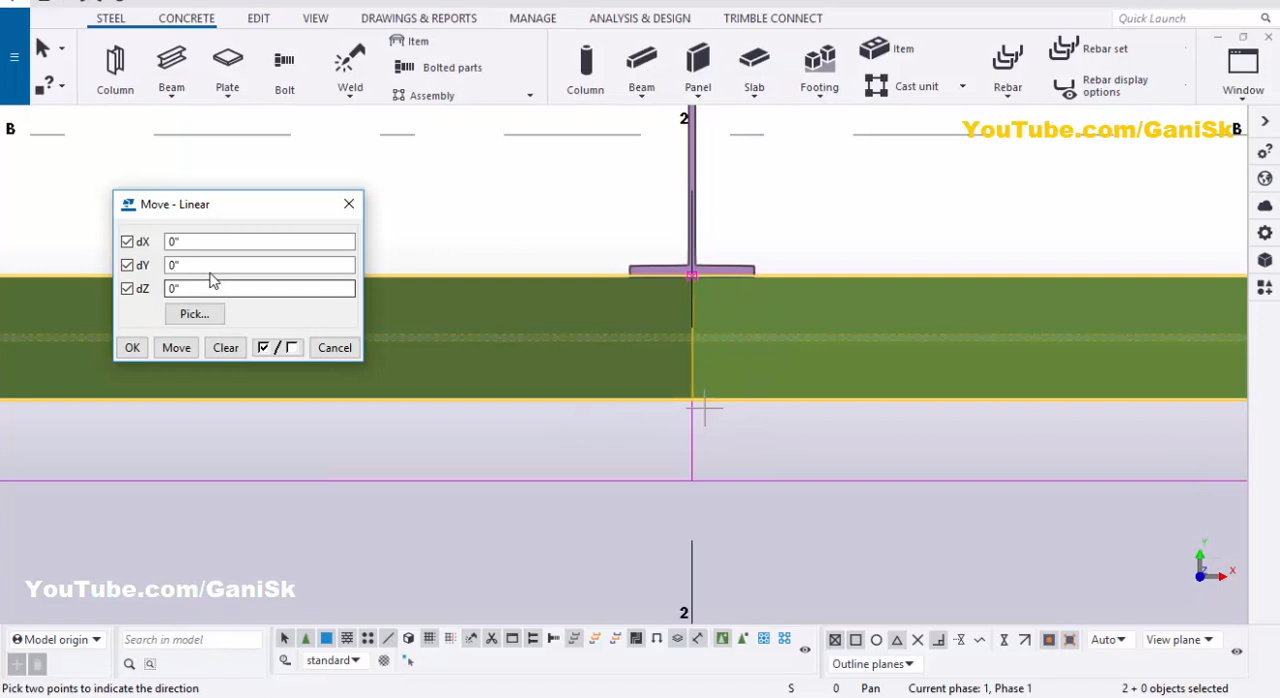 STEEL CONCRETE EDIT VIEW DRAWINGS & REPORTS MANAGE ANALYSIS & DESIGN TRIMBLE CONNECT Quick Launch
Item
Bolted parts
Assembly
Column Beam Plate Bolt Weld
Column Beam Panel Slab Footing
Item
Cast unit
Rebar
Rebar set
Rebar display
options
Window
B
2
YouTube.com/GaniSk
B
Move - Linear
dX 0"
dY 0"
dZ 0"
Pick...
OK Move Clear / Cancel
Y
Z
X
YouTube.com/GaniSk
2
Model origin
Search in model
standard
Auto
View plane
Outline planes
Pick two points to indicate the direction
S 0 Pan Current phase: 1, Phase 1 2 + 0 objects selected